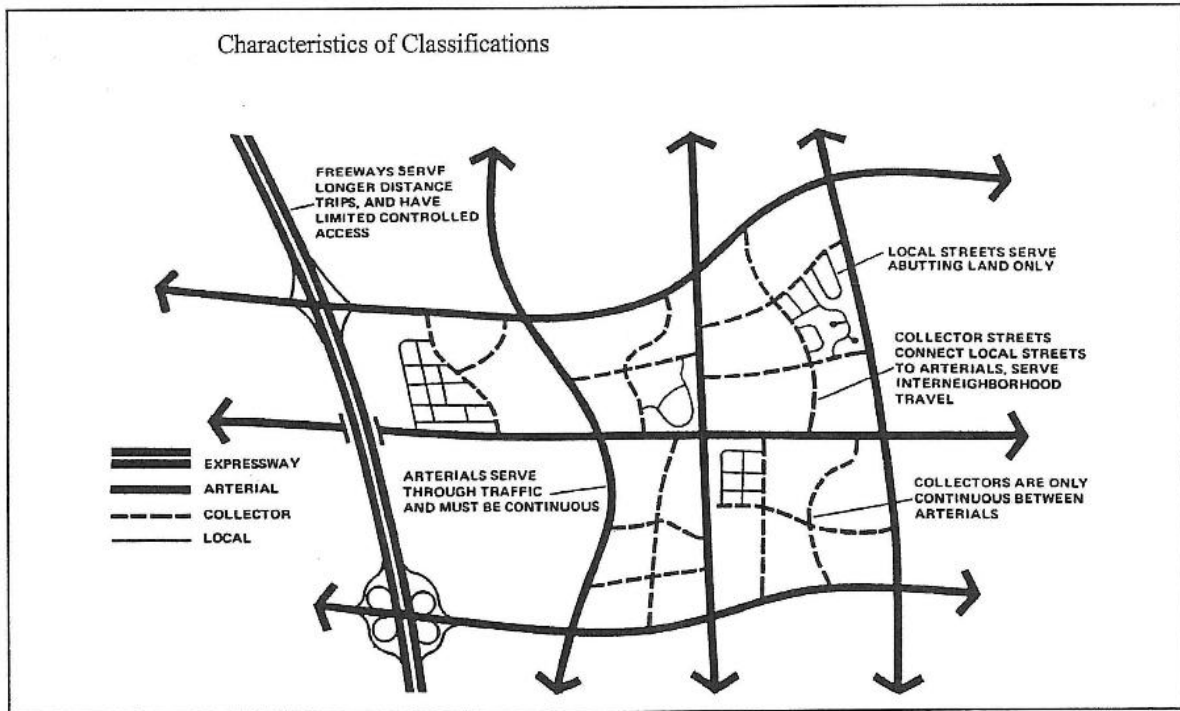 Characteristics of Classifications
FREEWAYS SERVE
LONGER DISTANCE
TRIPS, AND HAVE
LIMITED CONTROLLED
ACCESS
LOCAL STREETS SERVE
ABUTTING LAND ONLY
COLLECTOR STREETS
CONNECT LOCAL STREETS
TO ARTERIALS, SERVE
INTERNEIGHBORHOOD
TRAVEL
EXPRESSWAY
ARTERIAL
COLLECTOR
LOCAL
ARTERIALS SERVE
THROUGH TRAFFIC
AND MUST BE CONTINUOUS
COLLECTORS ARE ONLY
CONTINUOUS BETWEEN
ARTERIALS